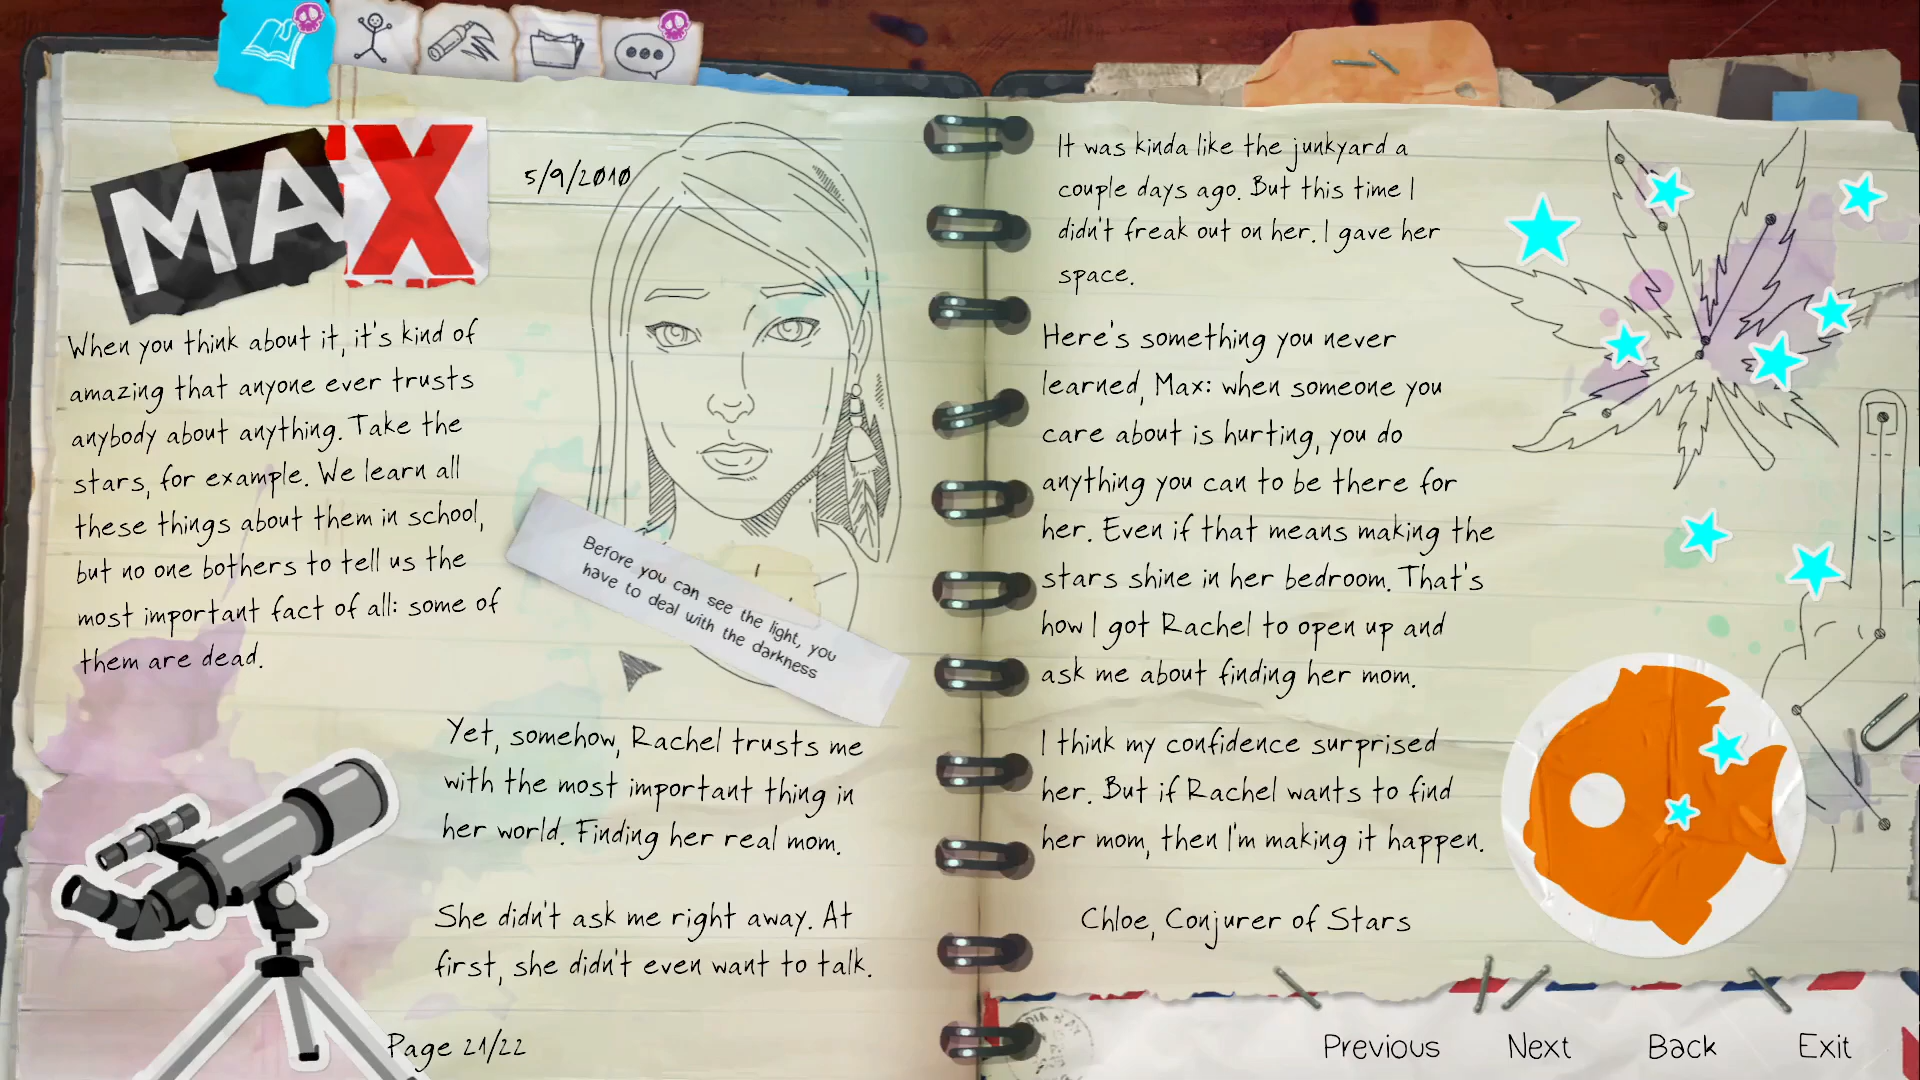 MAX
5/9/2010
When you think about it, it's kind of
amazing that anyone ever trusts
anybody about anything. Take the
stars, for example. We learn all
these things about them in school,
but no one bothers to tell us the
most important fact of all: some of
them are dead.
Before you can see the light, you
have to deal with the darkness
Yet, somehow, Rachel trusts me
with the most important thing in
her world. Finding her real mom.
She didn't ask me right away. At
first, she didn't even want to talk.
Page 21/22
It was kinda like the junkyard a
couple days ago. But this time I
didn't freak out on her. I gave her
space.
Here's something you never
learned, Max: when someone you
care about is hurting, you do
anything you can to be there for
her. Even if that means making the
stars shine in her bedroom. That's
how I got Rachel to open up and
ask me about finding her mom.
I think my confidence surprised
her. But if Rachel wants to find
her mom, then I'm making it happen.
Chloe, Conjurer of Stars
Previous Next Back Exit